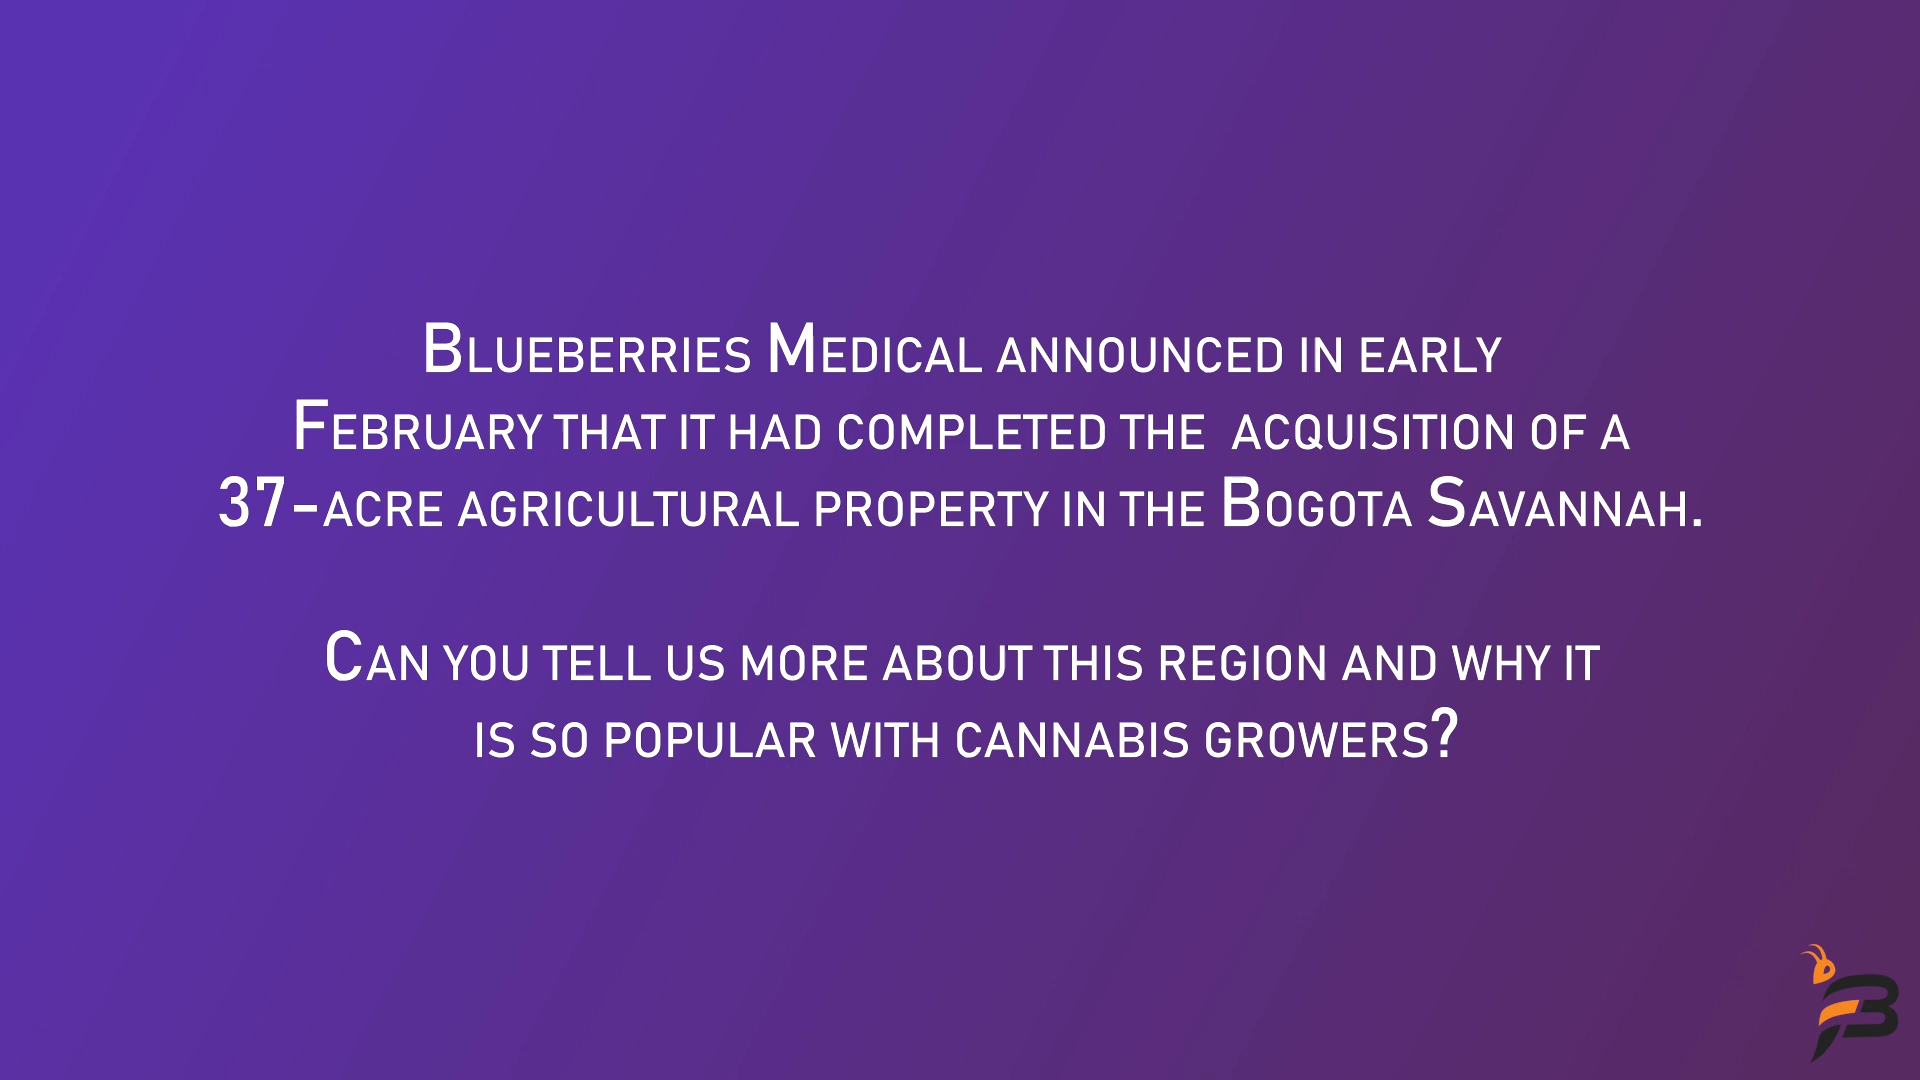 Blueberries Medical announced in early
February that it had completed the  acquisition of a
37-acre agricultural property in the Bogota Savannah.
Can you tell us more about this region and why it
is so popular with cannabis growers?